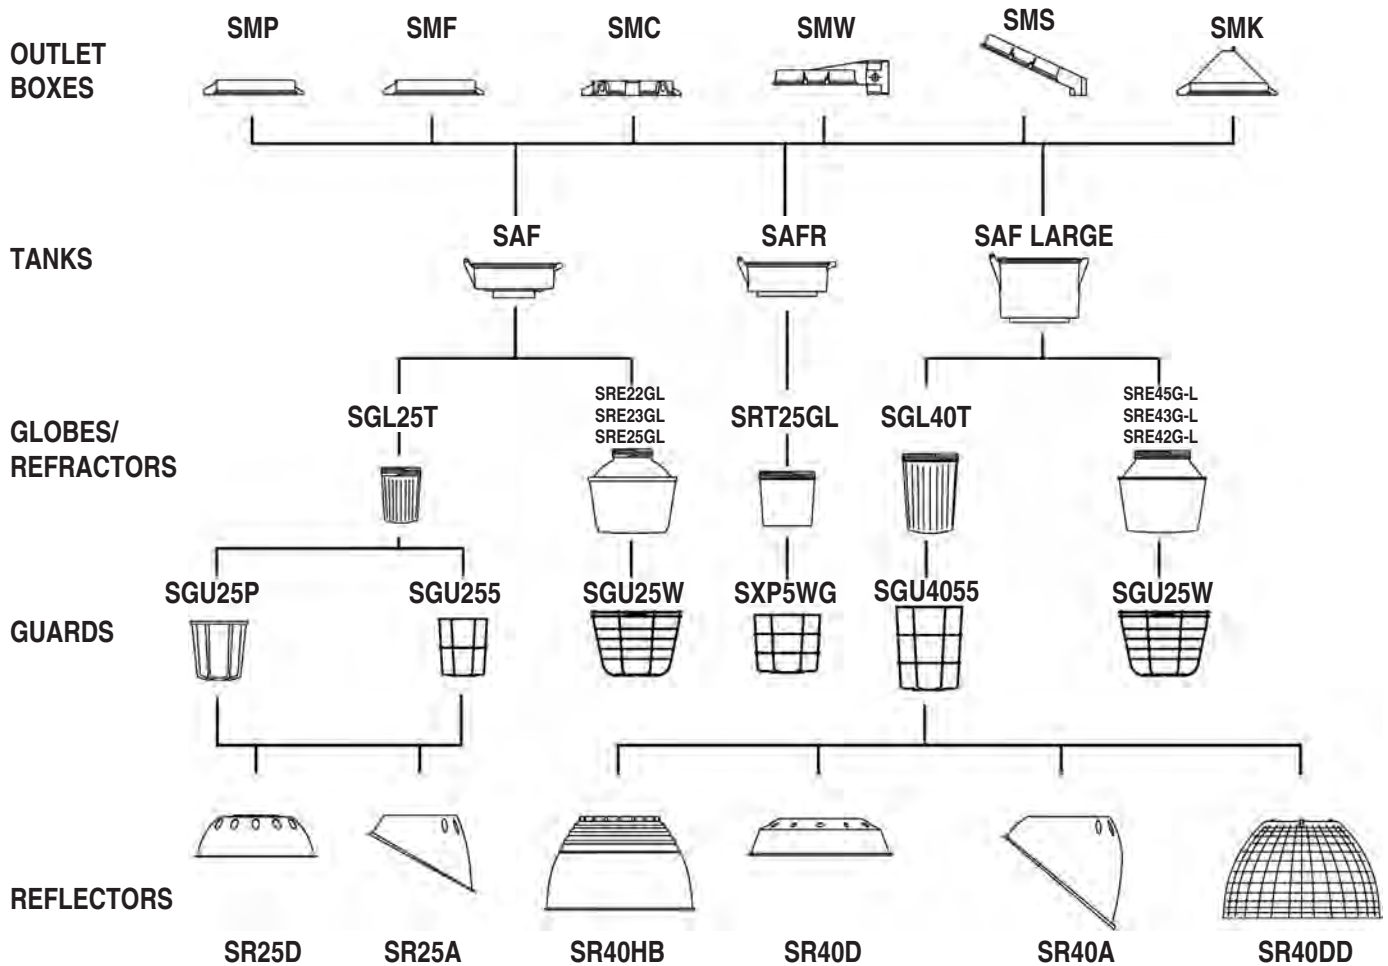 SMP SMF SMC SMW SMS SMK
OUTLET
BOXES
SAF SAFR SAF LARGE
TANKS
SRE22GL SRE45G-L
SGL25T SRE23GL SRT25GL SGL40T SRE43G-L
SRE25GL SRE42G-L
GLOBES/
REFRACTORS
SGU25P SGU255 SGU25W SXP5WG SGU4055 SGU25W
GUARDS
REFLECTORS
SR25D SR25A SR40HB SR40D SR40A SR40DD